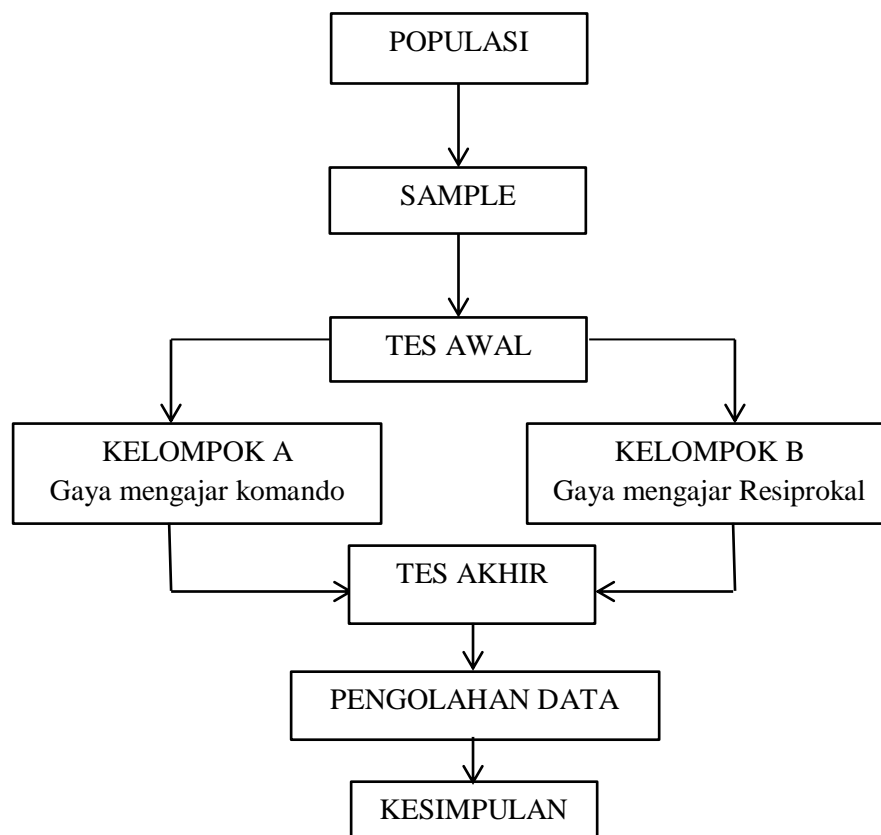 POPULASI
SAMPLE
TES AWAL
KELOMPOK A
Gaya mengajar komando
KELOMPOK B
Gaya mengajar Resiprokal
TES AKHIR
PENGOLAHAN DATA
KESIMPULAN